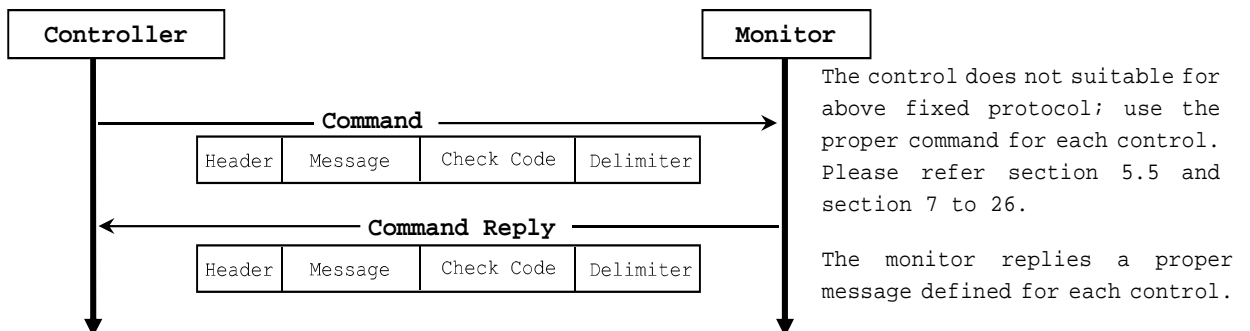 Controller
Monitor
Command
Header Message Check Code Delimiter
Command Reply
Header Message Check Code Delimiter
The control does not suitable for
above fixed protocol; use the
proper command for each control.
Please refer section 5.5 and
section 7 to 26.
The monitor replies a proper
message defined for each control.